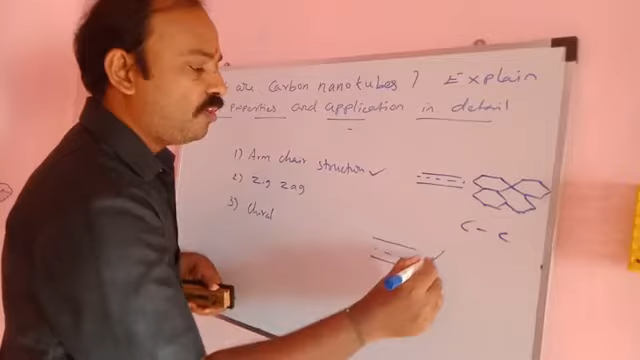 are Carbon nanotubes? Explain
Properties and application in detail
1) Arm chair structure ✓
2) Zig zag
3) Chiral
C - C